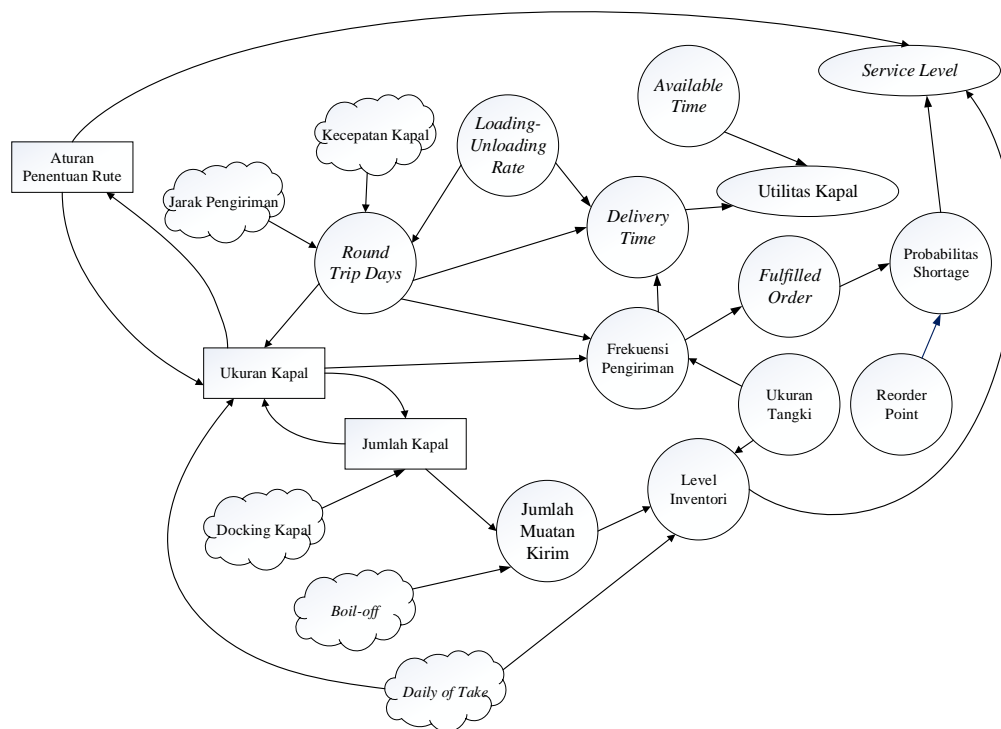 Service Level
Available
Time
Kecepatan Kapal
Loading-
Unloading
Rate
Aturan
Penentuan Rute
Jarak Pengiriman
Utilitas Kapal
Delivery
Time
Round
Trip Days
Probabilitas
Shortage
Fulfilled
Order
Frekuensi
Pengiriman
Ukuran Kapal
Ukuran
Tangki
Reorder
Point
Jumlah Kapal
Level
Inventori
Jumlah
Muatan
Kirim
Docking Kapal
Boil-off
Daily of Take